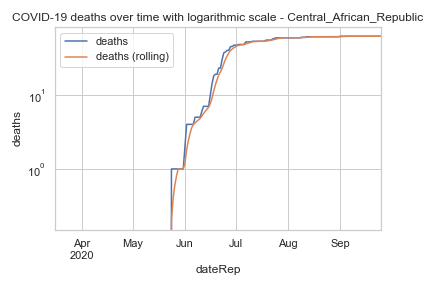 COVID-19 deaths over time with logarithmic scale - Central_African_Republic
deaths
deaths (rolling)
deaths
10¹
10⁰
Apr
2020
May
Jun
Jul
Aug
Sep
dateRep